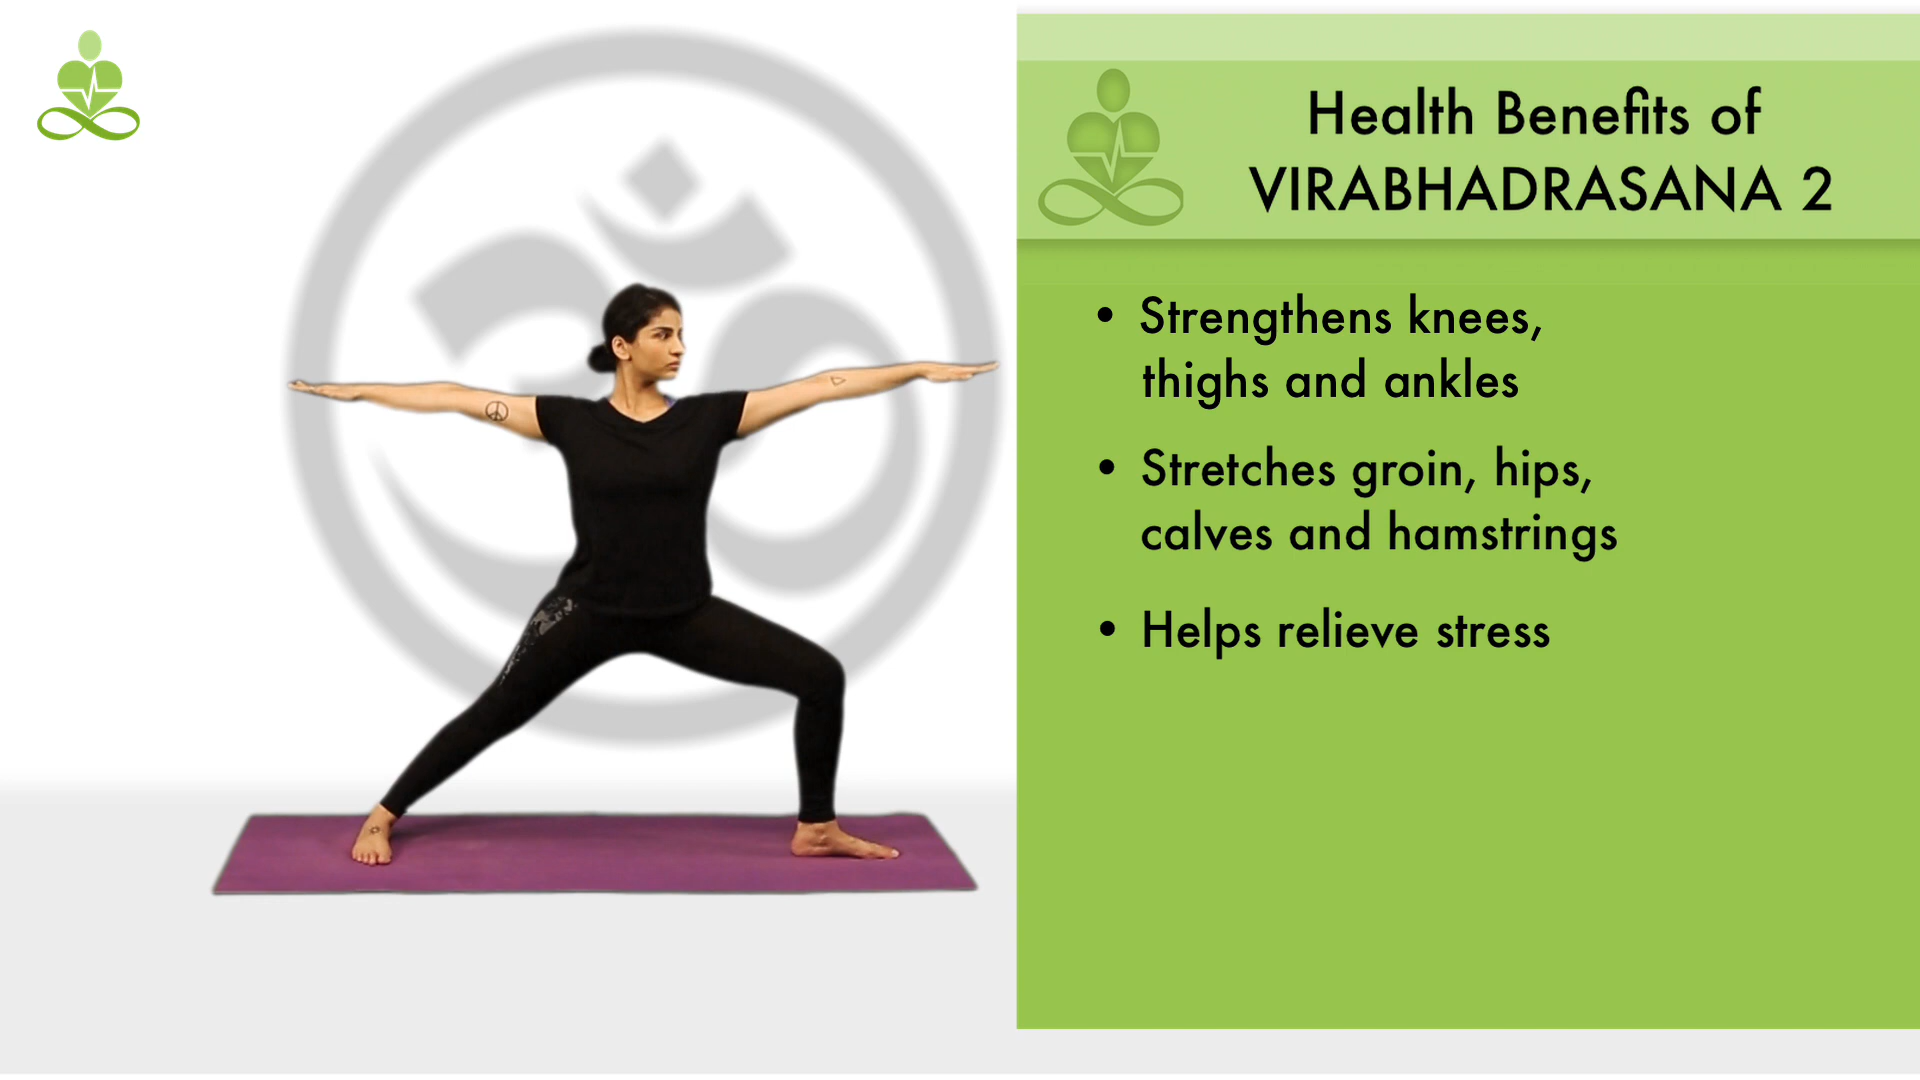 Health Benefits of
VIRABHADRASANA 2
• Strengthens knees,
thighs and ankles
• Stretches groin, hips,
calves and hamstrings
• Helps relieve stress